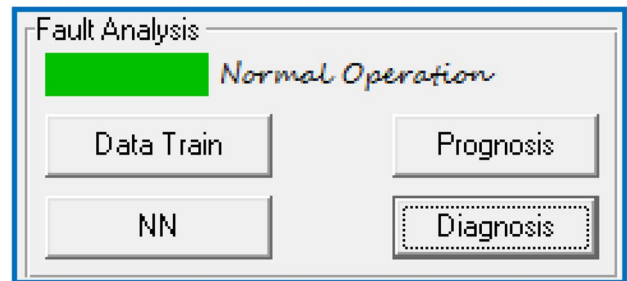 Fault Analysis
Normal Operation
Data Train
Prognosis
NN
Diagnosis